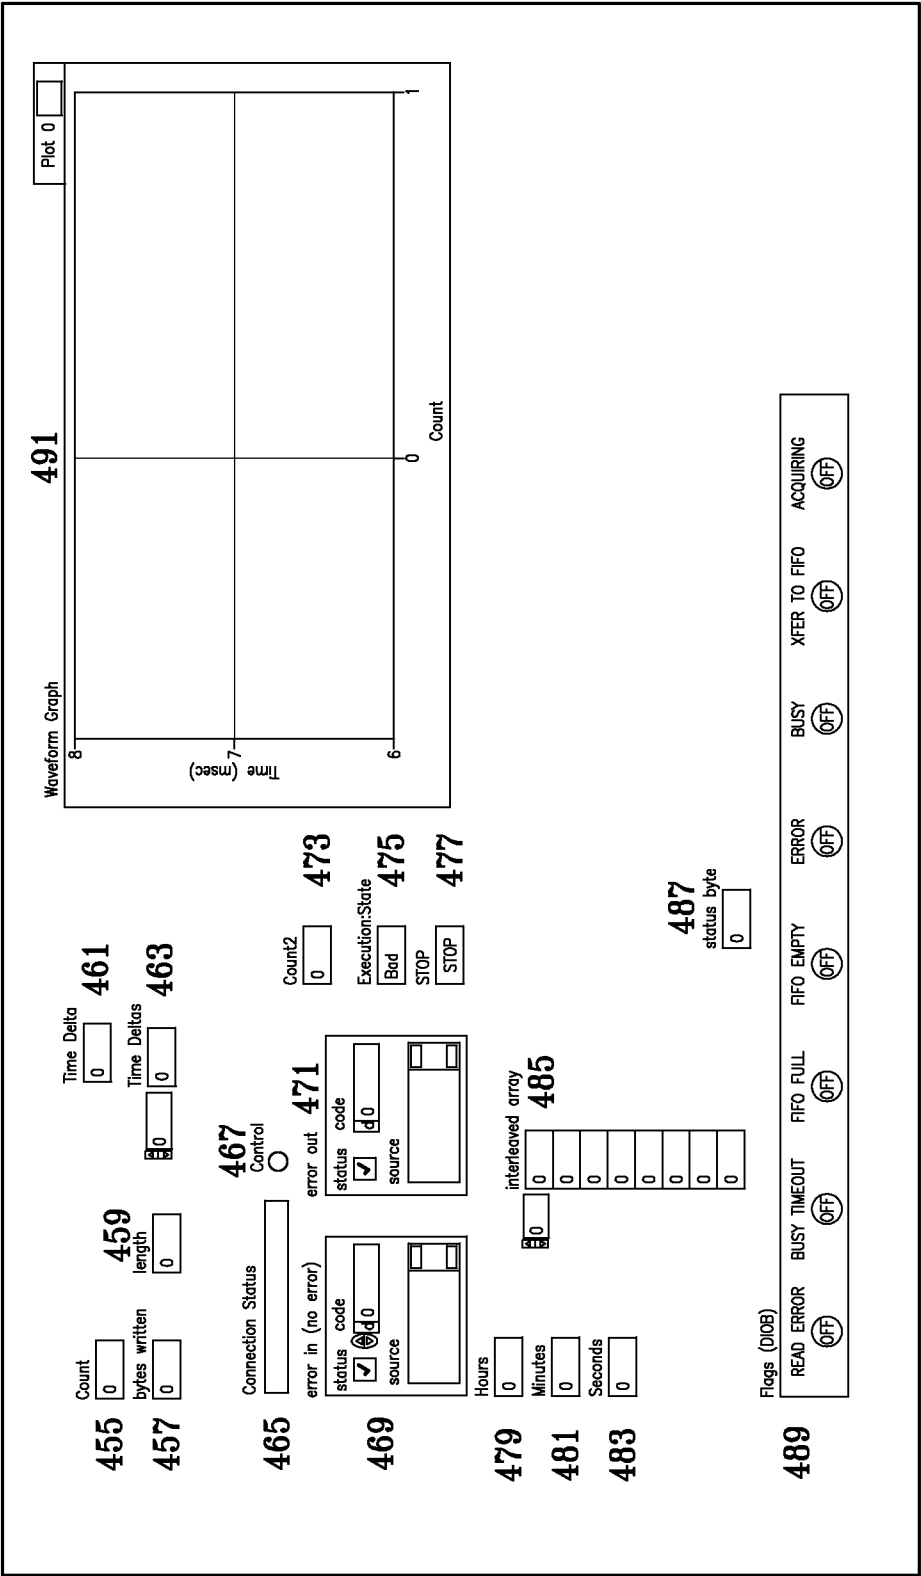 491
Waveform Graph
Plot 0
8
7
6
Time (msec)
0
1
Count
455
Count
0
457
bytes written
0
459
length
0
461
Time Delta
0
463
Time Deltas
0
0
465
Connection Status
467
Control
469
error in (no error)
status code
d 0
source
471
error out
status code
d 0
source
473
Count2
0
475
Execution:State
Bad
477
STOP
STOP
479
Hours
0
481
Minutes
0
483
Seconds
0
485
interleaved array
0
0
0
0
0
0
0
0
0
487
status byte
0
489
Flags (DIOB)
READ ERROR
OFF
BUSY TIMEOUT
OFF
FIFO FULL
OFF
FIFO EMPTY
OFF
ERROR
OFF
BUSY
OFF
XFER TO FIFO
OFF
ACQUIRING
OFF